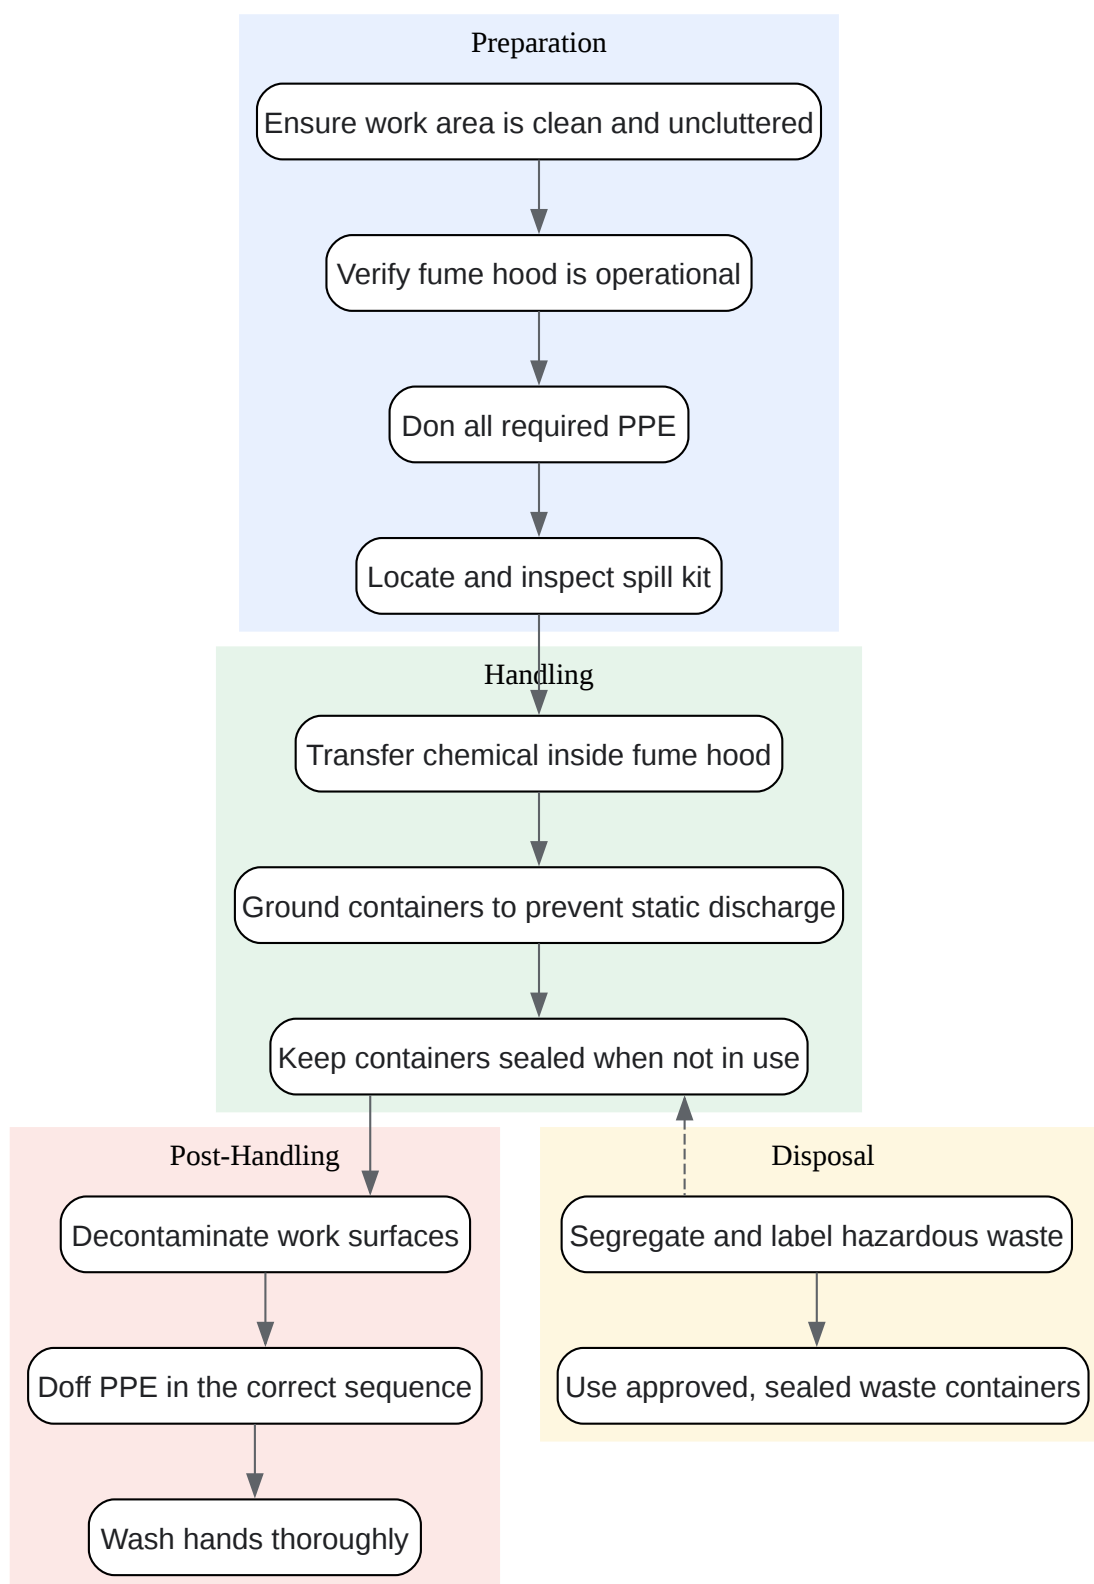 Preparation
Ensure work area is clean and uncluttered
Verify fume hood is operational
Don all required PPE
Locate and inspect spill kit
Handling
Transfer chemical inside fume hood
Ground containers to prevent static discharge
Keep containers sealed when not in use
Post-Handling
Decontaminate work surfaces
Doff PPE in the correct sequence
Wash hands thoroughly
Disposal
Segregate and label hazardous waste
Use approved, sealed waste containers